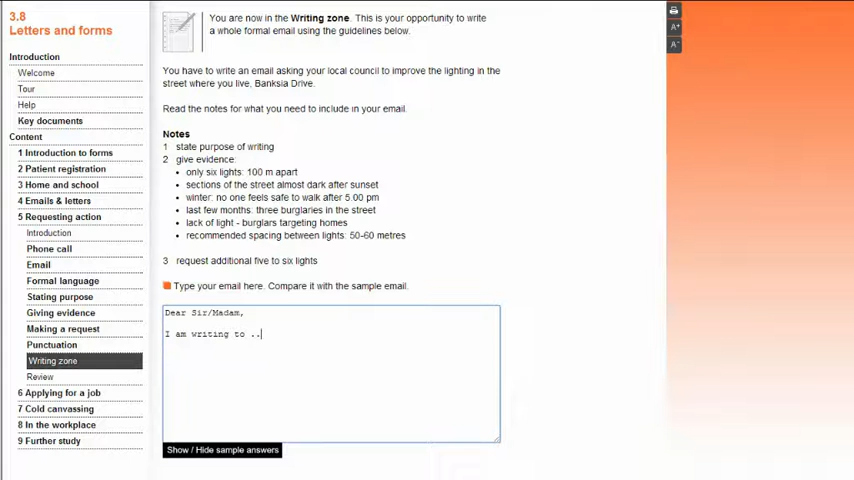 3.8
Letters and forms
Introduction
Welcome
Tour
Help
Key documents
Content
1 Introduction to forms
2 Patient registration
3 Home and school
4 Emails & letters
5 Requesting action
Introduction
Phone call
Email
Formal language
Stating purpose
Giving evidence
Making a request
Punctuation
Writing zone
Review
6 Applying for a job
7 Cold canvassing
8 In the workplace
9 Further study
You are now in the Writing zone. This is your opportunity to write
a whole formal email using the guidelines below.
You have to write an email asking your local council to improve the lighting in the
street where you live, Banksia Drive.
Read the notes for what you need to include in your email.
Notes
1 state purpose of writing
2 give evidence:
• only six lights: 100 m apart
• sections of the street almost dark after sunset
• winter: no one feels safe to walk after 5.00 pm
• last few months: three burglaries in the street
• lack of light - burglars targeting homes
• recommended spacing between lights: 50-60 metres
3 request additional five to six lights
Type your email here. Compare it with the sample email.
Dear Sir/Madam,
I am writing to ..
Show / Hide sample answers
A+
A-